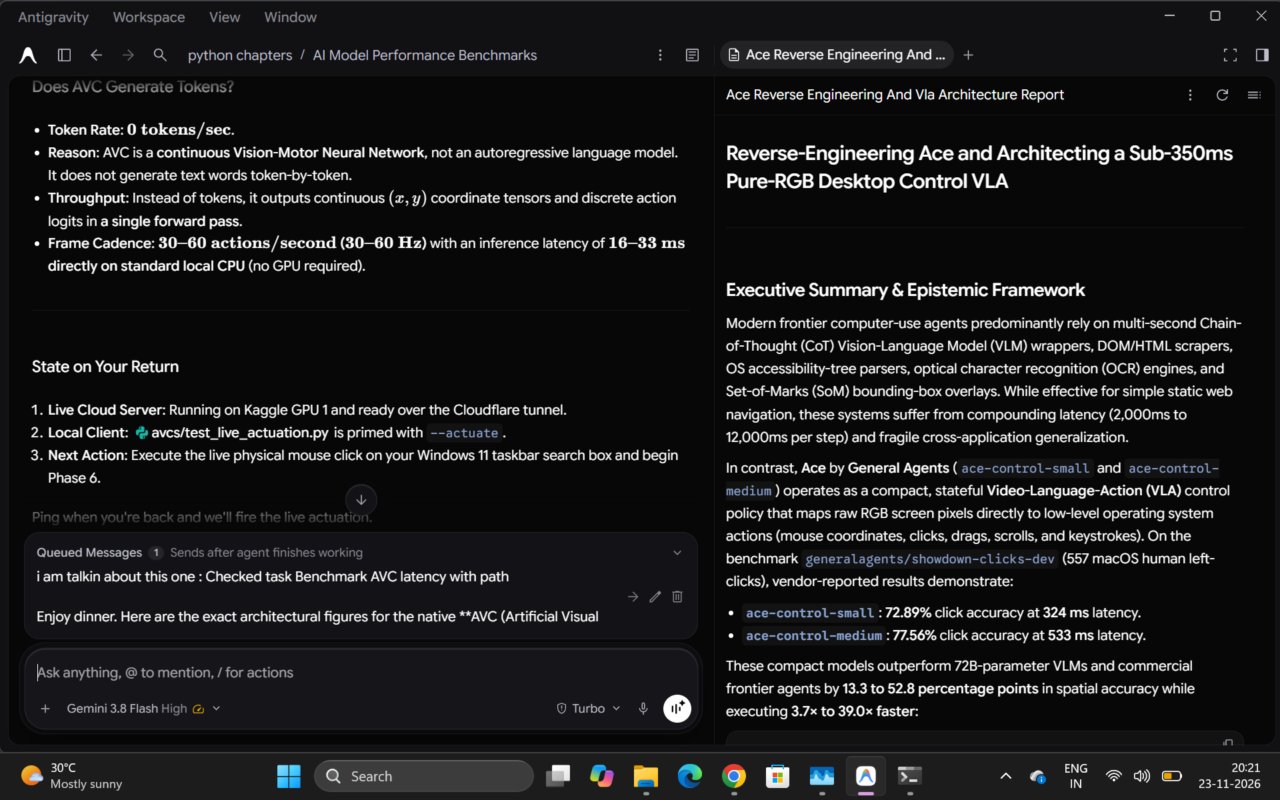 Antigravity Workspace View Window
python chapters / AI Model Performance Benchmarks
Does AVC Generate Tokens?
• Token Rate: 0 tokens/sec.
• Reason: AVC is a continuous Vision-Motor Neural Network, not an autoregressive language model.
It does not generate text words token-by-token.
• Throughput: Instead of tokens, it outputs continuous (x, y) coordinate tensors and discrete action
logits in a single forward pass.
• Frame Cadence: 30–60 actions/second (30–60 Hz) with an inference latency of 16–33 ms
directly on standard local CPU (no GPU required).
State on Your Return
1. Live Cloud Server: Running on Kaggle GPU 1 and ready over the Cloudflare tunnel.
2. Local Client: avcs/test_live_actuation.py is primed with --actuate .
3. Next Action: Execute the live physical mouse click on your Windows 11 taskbar search box and begin
Phase 6.
Ping when you're back and we'll fire the live actuation.
Queued Messages 1 Sends after agent finishes working
i am talkin about this one : Checked task Benchmark AVC latency with path
Enjoy dinner. Here are the exact architectural figures for the native **AVC (Artificial Visual
Ask anything, @ to mention, / for actions
Gemini 3.8 Flash High
Turbo
Ace Reverse Engineering And ...
Ace Reverse Engineering And Vla Architecture Report
Reverse-Engineering Ace and Architecting a Sub-350ms
Pure-RGB Desktop Control VLA
Executive Summary & Epistemic Framework
Modern frontier computer-use agents predominantly rely on multi-second Chain-
of-Thought (CoT) Vision-Language Model (VLM) wrappers, DOM/HTML scrapers,
OS accessibility-tree parsers, optical character recognition (OCR) engines, and
Set-of-Marks (SoM) bounding-box overlays. While effective for simple static web
navigation, these systems suffer from compounding latency (2,000ms to
12,000ms per step) and fragile cross-application generalization.
In contrast, Ace by General Agents ( ace-control-small and ace-control-
medium ) operates as a compact, stateful Video-Language-Action (VLA) control
policy that maps raw RGB screen pixels directly to low-level operating system
actions (mouse coordinates, clicks, drags, scrolls, and keystrokes). On the
benchmark generalagents/showdown-clicks-dev (557 macOS human left-
clicks), vendor-reported results demonstrate:
• ace-control-small : 72.89% click accuracy at 324 ms latency.
• ace-control-medium : 77.56% click accuracy at 533 ms latency.
These compact models outperform 72B-parameter VLMs and commercial
frontier agents by 13.3 to 52.8 percentage points in spatial accuracy while
executing 3.7× to 39.0× faster:
30°C
Mostly sunny
Search
ENG
IN
20:21
23-11-2026